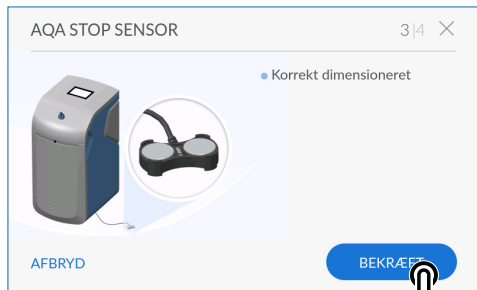 AQA STOP SENSOR
3|4
Korrekt dimensioneret
AFBRYD
BEKRÆFT